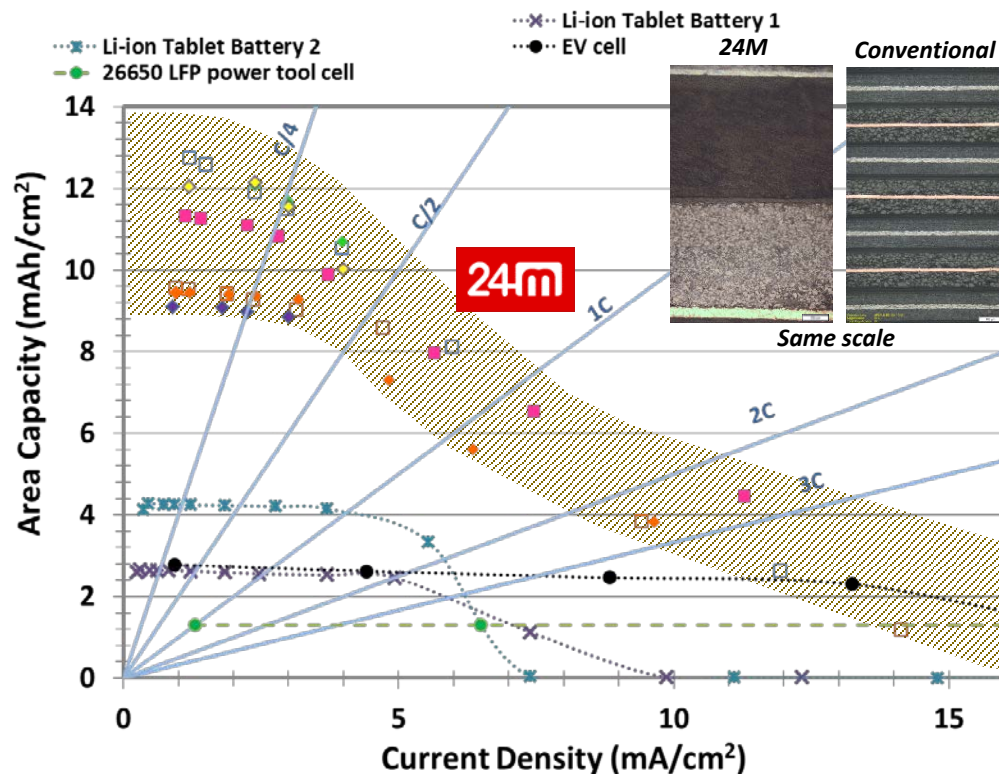 Li-ion Tablet Battery 1
Li-ion Tablet Battery 2
EV cell
26650 LFP power tool cell
24M
Conventional
Same scale
24m
C/4
C/2
1C
2C
3C
Area Capacity (mAh/cm²)
14
12
10
8
6
4
2
0
0
5
10
15
Current Density (mA/cm²)